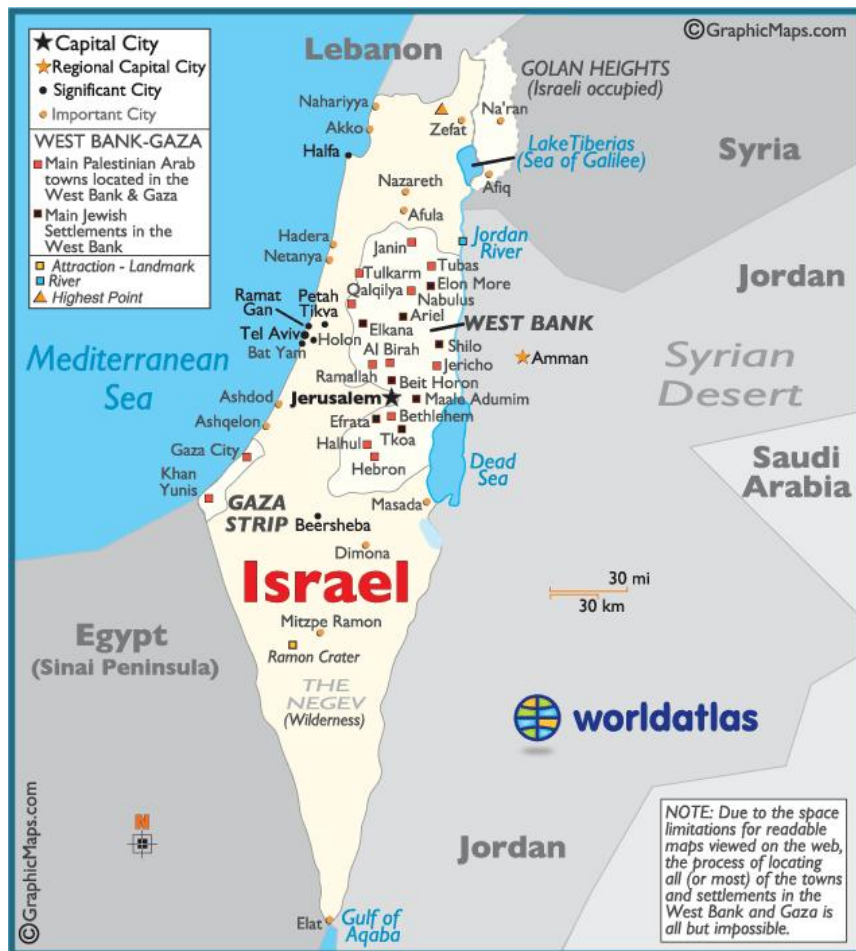 ©GraphicMaps.com
Capital City
Regional Capital City
Significant City
Important City
WEST BANK-GAZA
Main Palestinian Arab
towns located in the
West Bank & Gaza
Main Jewish
Settlements in the
West Bank
Attraction - Landmark
River
Highest Point
Lebanon
GOLAN HEIGHTS
(Israeli occupied)
Nahariyya
Akko
Halfa
Zefat
Na'ran
Lake Tiberias
(Sea of Galilee)
Syria
Nazareth
Afiq
Afula
Hadera
Netanya
Janin
Jordan
River
Tulkarm
Tubas
Qalqilya
Elon More
Nabulus
Jordan
Ramat
Gan
Petah
Tikva
Ariel
Elkana
WEST BANK
Tel Aviv
Holon
Bat Yam
Al Birah
Shilo
Amman
Mediterranean
Sea
Ramallah
Jericho
Beit Horon
Syrian
Desert
Ashdod
Jerusalem
Maale Adumim
Ashqelon
Efrata
Bethlehem
Gaza City
Halhul
Tkoa
Hebron
Dead
Sea
Saudi
Arabia
Khan
Yunis
GAZA
STRIP
Masada
Beersheba
Dimona
Israel
30 mi
30 km
Egypt
(Sinai Peninsula)
Mitzpe Ramon
Ramon Crater
THE
NEGEV
(Wilderness)
worldatlas
N
©GraphicMaps.com
Jordan
NOTE: Due to the space
limitations for readable
maps viewed on the web,
the process of locating
all (or most) of the towns
and settlements in the
West Bank and Gaza is
all but impossible.
Elat
Gulf of
Aqaba